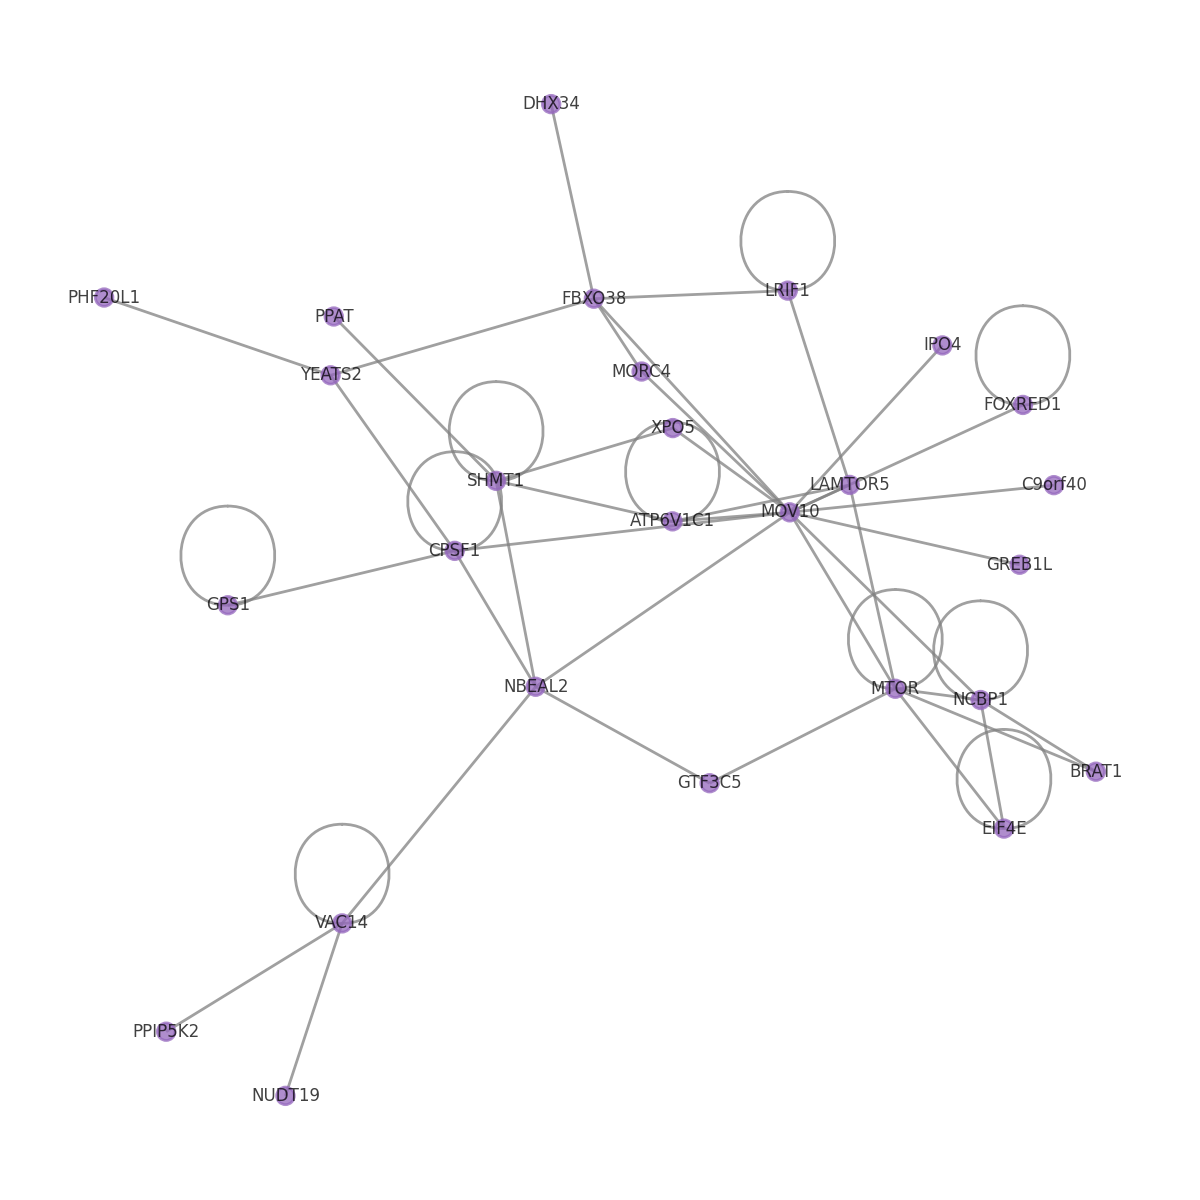 DHX34
PHF20L1
FBXO38
LRIF1
PPAT
IPO4
YEATS2
MORC4
FOXRED1
XPO5
SHMT1
LAMTOR5
C9orf40
ATP6V1C1
MOV10
CPSF1
GREB1L
GPS1
NBEAL2
MTOR
NCBP1
GTF3C5
BRAT1
EIF4E
VAC14
PPIP5K2
NUDT19